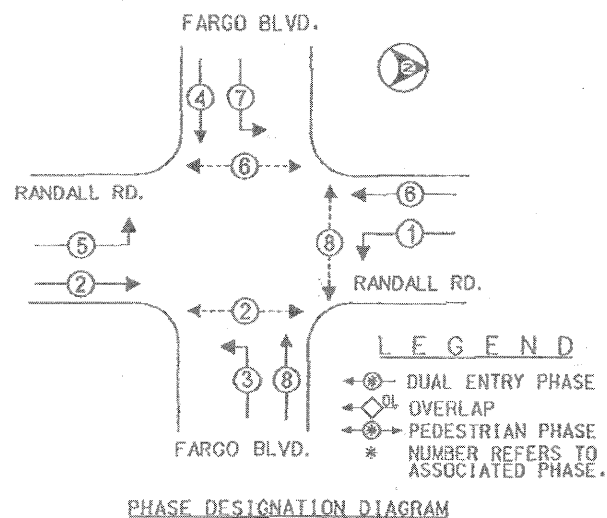 FARGO BLVD.
4
7
N
6
RANDALL RD.
6
5
8
1
2
RANDALL RD.
2
LEGEND
3
8
* DUAL ENTRY PHASE
OL OVERLAP
* PEDESTRIAN PHASE
* NUMBER REFERS TO
ASSOCIATED PHASE.
FARGO BLVD.
PHASE DESIGNATION DIAGRAM